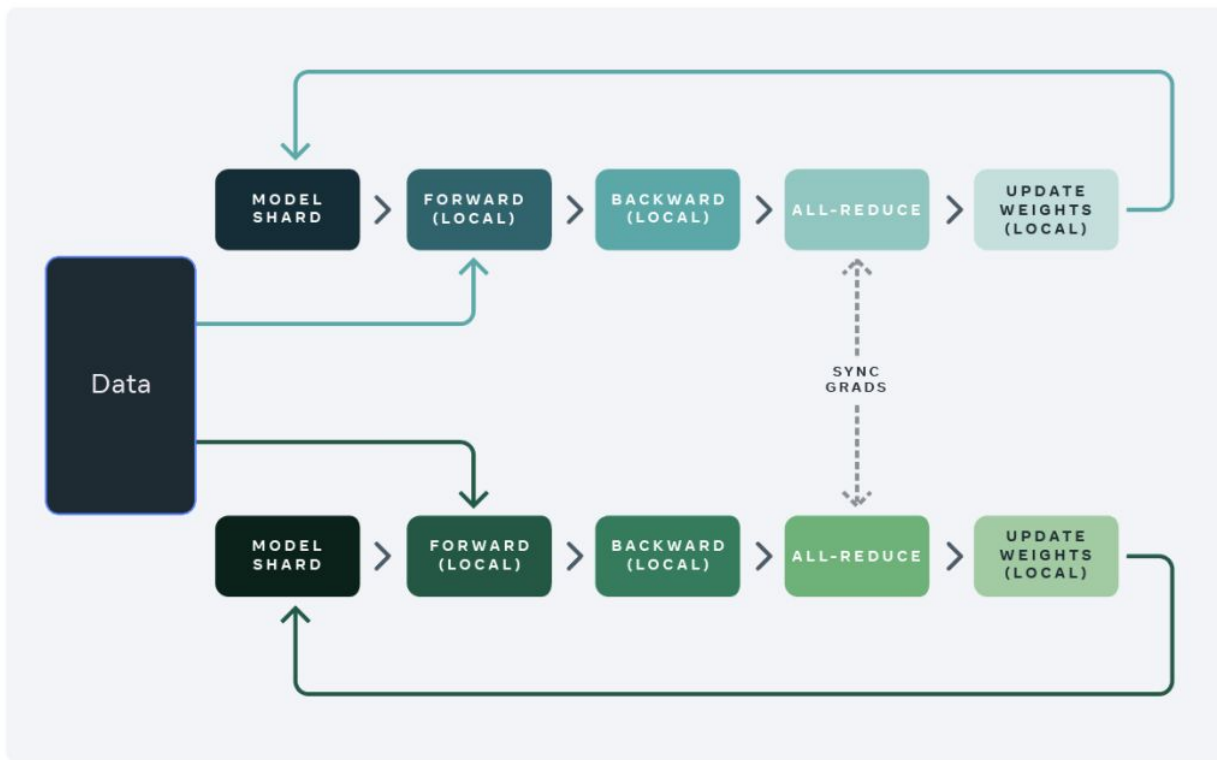 MODEL
SHARD
FORWARD
(LOCAL)
BACKWARD
(LOCAL)
ALL-REDUCE
UPDATE
WEIGHTS
(LOCAL)
Data
SYNC
GRADS
MODEL
SHARD
FORWARD
(LOCAL)
BACKWARD
(LOCAL)
ALL-REDUCE
UPDATE
WEIGHTS
(LOCAL)